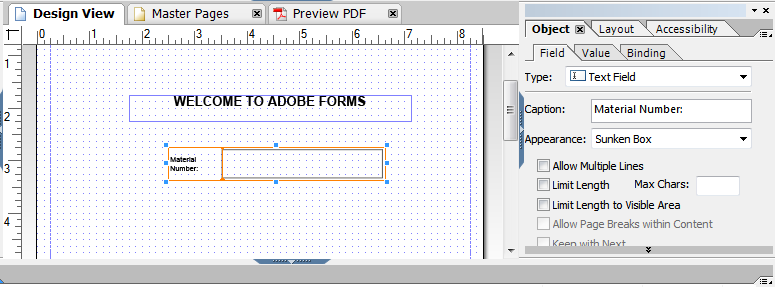 Design View Master Pages Preview PDF
0 1 2 3 4 5 6 7 8
1
2
3
4
WELCOME TO ADOBE FORMS
Material
Number:
Object Layout Accessibility
Field Value Binding
Type: Text Field
Caption: Material Number:
Appearance: Sunken Box
Allow Multiple Lines
Limit Length Max Chars:
Limit Length to Visible Area
Allow Page Breaks within Content
Keep with Next